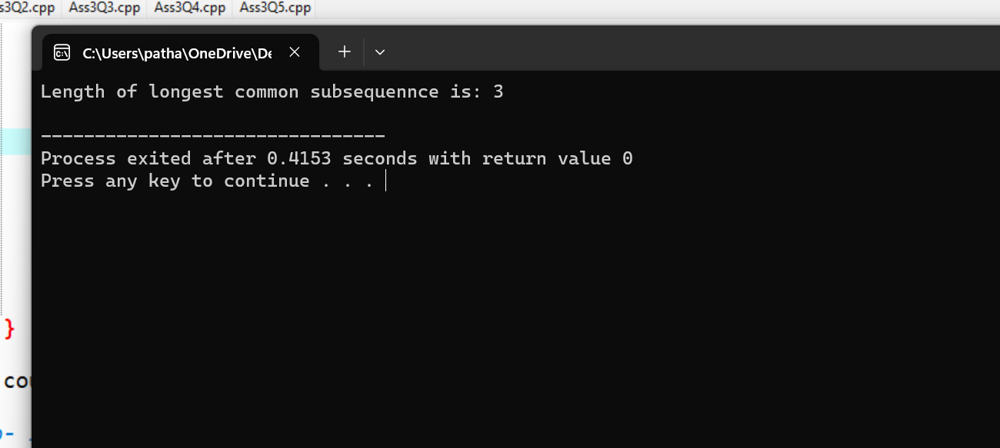 s3Q2.cpp Ass3Q3.cpp Ass3Q4.cpp Ass3Q5.cpp
C:\Users\patha\OneDrive\De
Length of longest common subsequennce is: 3
--------------------------------
Process exited after 0.4153 seconds with return value 0
Press any key to continue . . .
}
cou